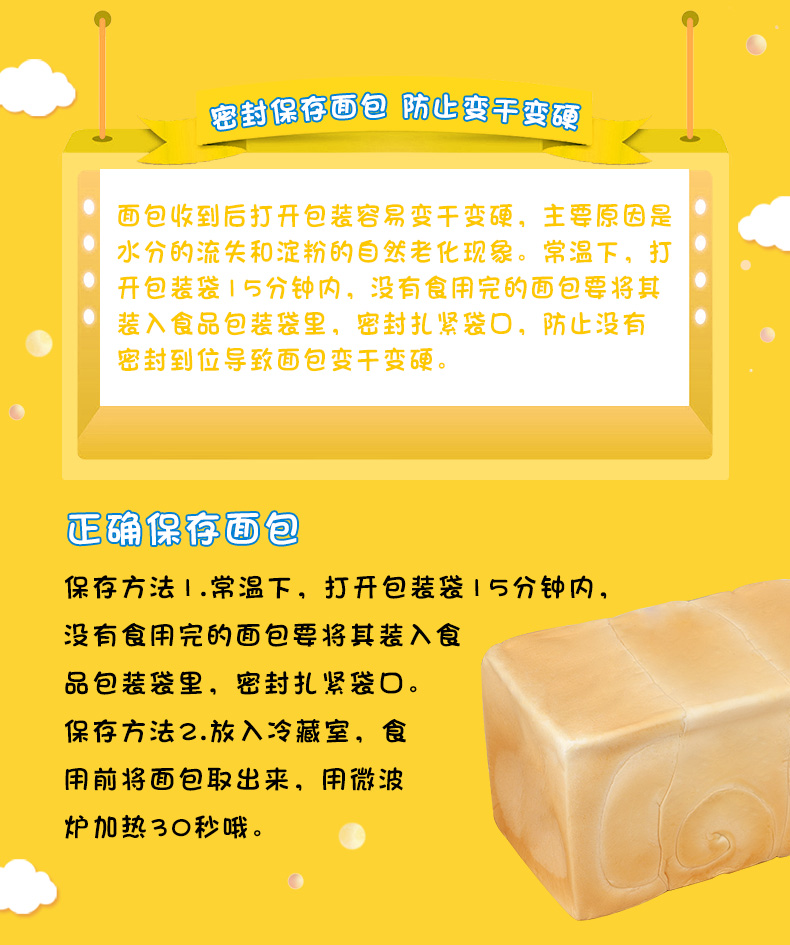 密封保存面包 防止变干变硬
面包收到后打开包装容易变干变硬，主要原因是
水分的流失和淀粉的自然老化现象。常温下，打
开包装袋15分钟内，没有食用完的面包要将其
装入食品包装袋里，密封扎紧袋口，防止没有
密封到位导致面包变干变硬。
正确保存面包
保存方法1.常温下，打开包装袋15分钟内，
没有食用完的面包要将其装入食
品包装袋里，密封扎紧袋口。
保存方法2.放入冷藏室，食
用前将面包取出来，用微波
炉加热30秒哦。